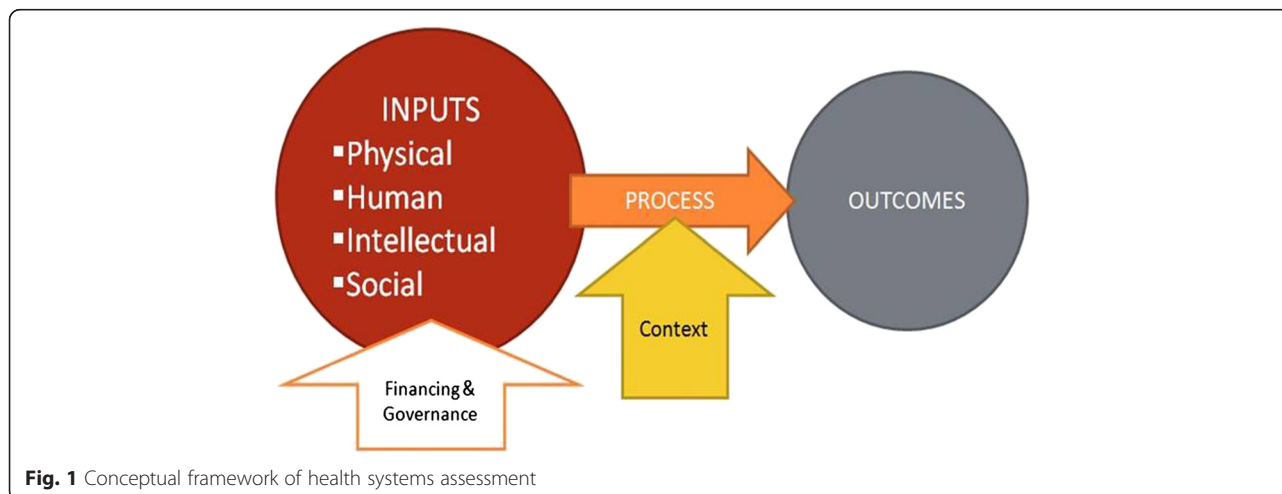 INPUTS
▪Physical
▪Human
▪Intellectual
▪Social
PROCESS
OUTCOMES
Context
Financing &
Governance
Fig. 1 Conceptual framework of health systems assessment